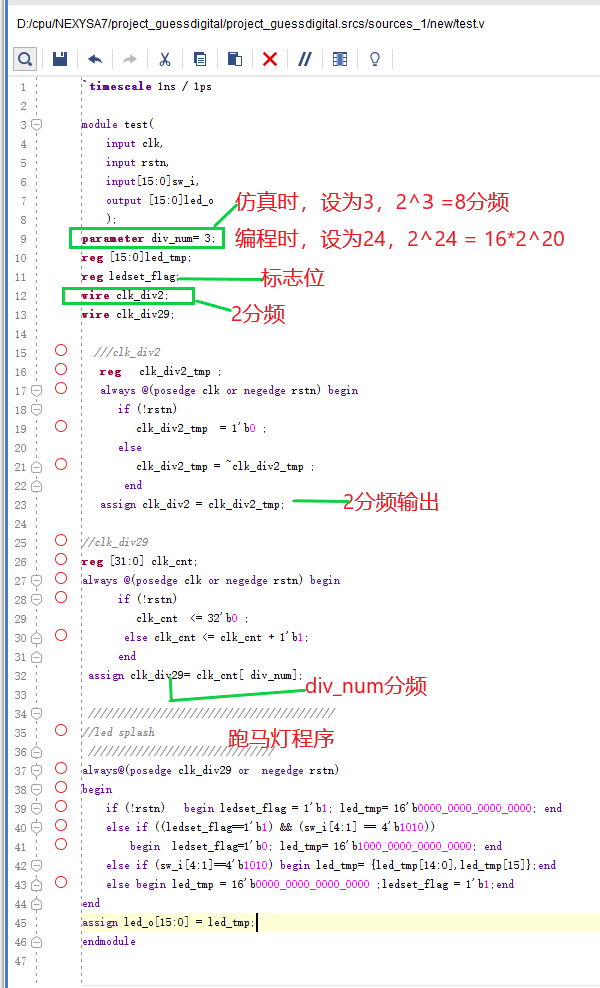 D:/cpu/NEXYSA7/project_guessdigital/project_guessdigital.srcs/sources_1/new/test.v
1 `timescale 1ns / 1ps
2
3 module test(
4 input clk,
5 input rstn,
6 input[15:0]sw_i,
7 output [15:0]led_o
仿真时，设为3，2^3 =8分频
8 );
9 parameter div_num= 3;
编程时，设为24，2^24 = 16*2^20
10 reg [15:0]led_tmp;
11 reg ledset_flag;
标志位
12 wire clk_div2;
2分频
13 wire clk_div29;
14
15 ///clk_div2
16 reg clk_div2_tmp ;
17 always @(posedge clk or negedge rstn) begin
18 if (!rstn)
19 clk_div2_tmp = 1'b0 ;
20 else
21 clk_div2_tmp = ~clk_div2_tmp ;
22 end
23 assign clk_div2 = clk_div2_tmp;
2分频输出
24
25 //clk_div29
26 reg [31:0] clk_cnt;
27 always @(posedge clk or negedge rstn) begin
28 if (!rstn)
29 clk_cnt <= 32'b0 ;
30 else clk_cnt <= clk_cnt + 1'b1;
31 end
32 assign clk_div29= clk_cnt[ div_num];
div_num分频
33
34 /////////////////////////////////////////
35 //led splash
跑马灯程序
36 ///////////////////////////////
37 always@(posedge clk_div29 or negedge rstn)
38 begin
39 if (!rstn) begin ledset_flag = 1'b1; led_tmp= 16'b0000_0000_0000_0000; end
40 else if ((ledset_flag==1'b1) && (sw_i[4:1] == 4'b1010))
41 begin ledset_flag=1'b0; led_tmp= 16'b1000_0000_0000_0000; end
42 else if (sw_i[4:1]==4'b1010) begin led_tmp= {led_tmp[14:0],led_tmp[15]};end
43 else begin led_tmp = 16'b0000_0000_0000_0000 ;ledset_flag = 1'b1;end
44 end
45 assign led_o[15:0] = led_tmp;
46 endmodule
47